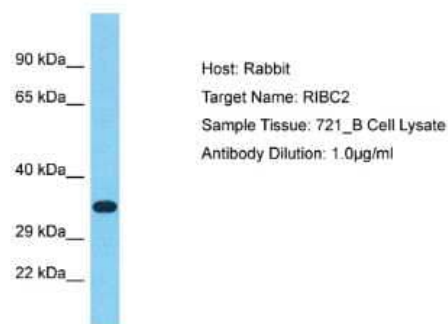 90 kDa
65 kDa
40 kDa
29 kDa
22 kDa
Host: Rabbit
Target Name: RIBC2
Sample Tissue: 721_B Cell Lysate
Antibody Dilution: 1.0µg/ml